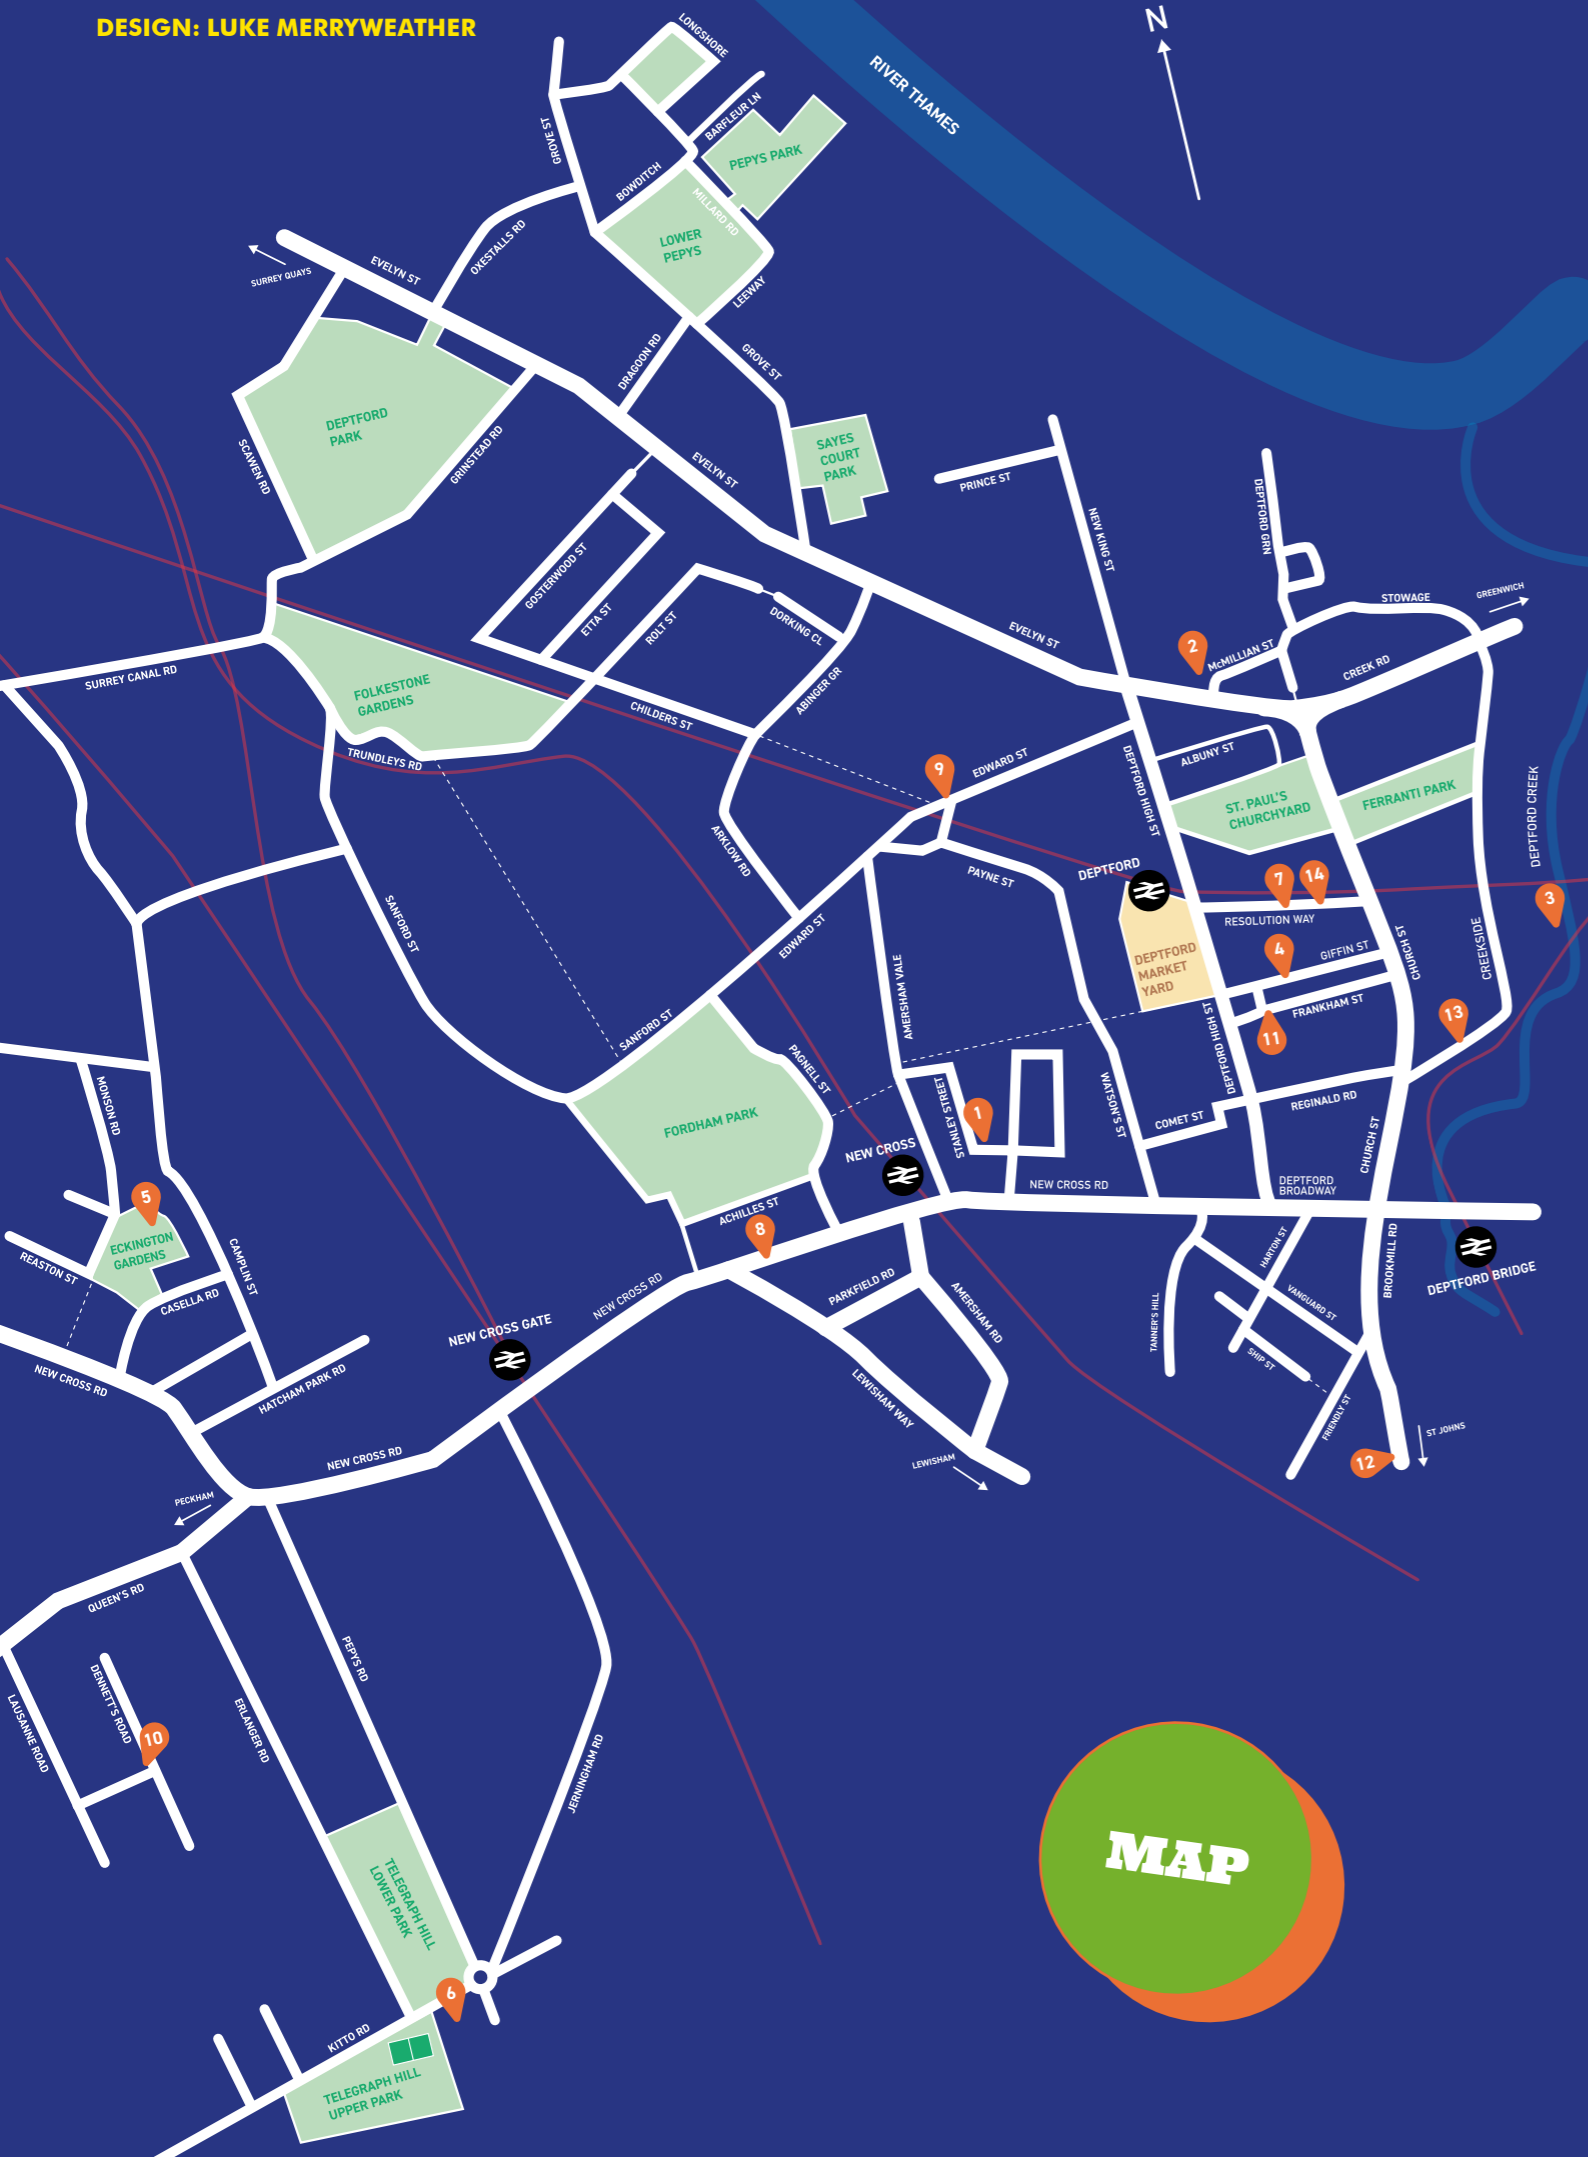 DESIGN: LUKE MERRYWEATHER
N
RIVER THAMES
LONGSHORE
BARFLEUR LN
GROVE ST
PEPYS PARK
BOWDITCH
MILLARD RD
LOWER
PEPYS
OXESTALLS RD
EVELYN ST
SURREY QUAYS
LEEWAY
DRAGOON RD
GROVE ST
DEPTFORD
PARK
SCAWEN RD
GRINSTEAD RD
EVELYN ST
SAYES
COURT
PARK
PRINCE ST
NEW KING ST
DEPTFORD GRN
GREENWICH
STOWAGE
GOSTERWOOD ST
ETTA ST
ROLT ST
DORKING CL
EVELYN ST
2
McMILLIAN ST
CREEK RD
SURREY CANAL RD
FOLKESTONE
GARDENS
CHILDERS ST
ABINGER GR
TRUNDLEYS RD
9
EDWARD ST
DEPTFORD HIGH ST
ALBUNY ST
ST. PAUL'S
CHURCHYARD
FERRANTI PARK
DEPTFORD CREEK
ARKLOW RD
PAYNE ST
DEPTFORD
7
14
3
RESOLUTION WAY
SANFORD ST
EDWARD ST
AMERSHAM VALE
DEPTFORD
MARKET
YARD
4
GIFFIN ST
CHURCH ST
CREEKSIDE
FRANKHAM ST
13
11
SANFORD ST
DEPTFORD HIGH ST
PAGNELL ST
MONSON RD
FORDHAM PARK
STANLEY STREET
1
WATSON'S ST
COMET ST
REGINALD RD
CHURCH ST
NEW CROSS
NEW CROSS RD
DEPTFORD
BROADWAY
5
ACHILLES ST
8
ECKINGTON
GARDENS
REASTON ST
CAMPLIN ST
CASELLA RD
HARTON ST
BROOKMILL RD
DEPTFORD BRIDGE
NEW CROSS RD
PARKFIELD RD
AMERSHAM RD
TANNER'S HILL
VANGUARD ST
SHIP ST
NEW CROSS GATE
NEW CROSS RD
HATCHAM PARK RD
LEWISHAM WAY
FRIENDLY ST
ST JOHNS
12
NEW CROSS RD
LEWISHAM
PECKHAM
QUEEN'S RD
PEPYS RD
DENNETT'S ROAD
LAUSANNE ROAD
ERLANGER RD
10
JERNINGHAM RD
MAP
TELEGRAPH HILL
LOWER PARK
6
KITTO RD
TELEGRAPH HILL
UPPER PARK